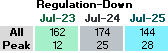 Regulation-Down
Jul-23 Jul-24 Jul-25
All 162 174 144
Peak 12 25 28